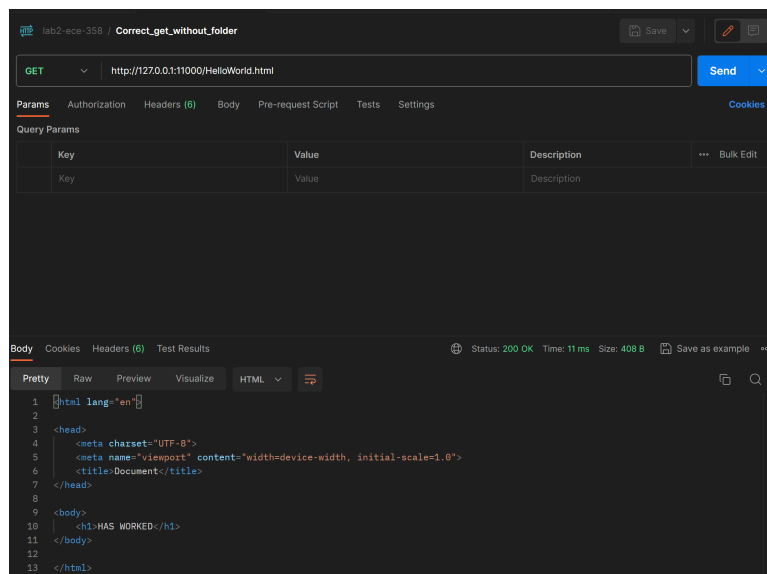 HTTP lab2-ece-358 / Correct_get_without_folder Save
GET http://127.0.0.1:11000/HelloWorld.html Send
Params Authorization Headers (6) Body Pre-request Script Tests Settings Cookies
Query Params
Key Value Description ••• Bulk Edit
Key Value Description
Body Cookies Headers (6) Test Results Status: 200 OK Time: 11 ms Size: 408 B Save as example
Pretty Raw Preview Visualize HTML
1 <html lang="en">
2
3 <head>
4 <meta charset="UTF-8">
5 <meta name="viewport" content="width=device-width, initial-scale=1.0">
6 <title>Document</title>
7 </head>
8
9 <body>
10 <h1>HAS WORKED</h1>
11 </body>
12
13 </html>